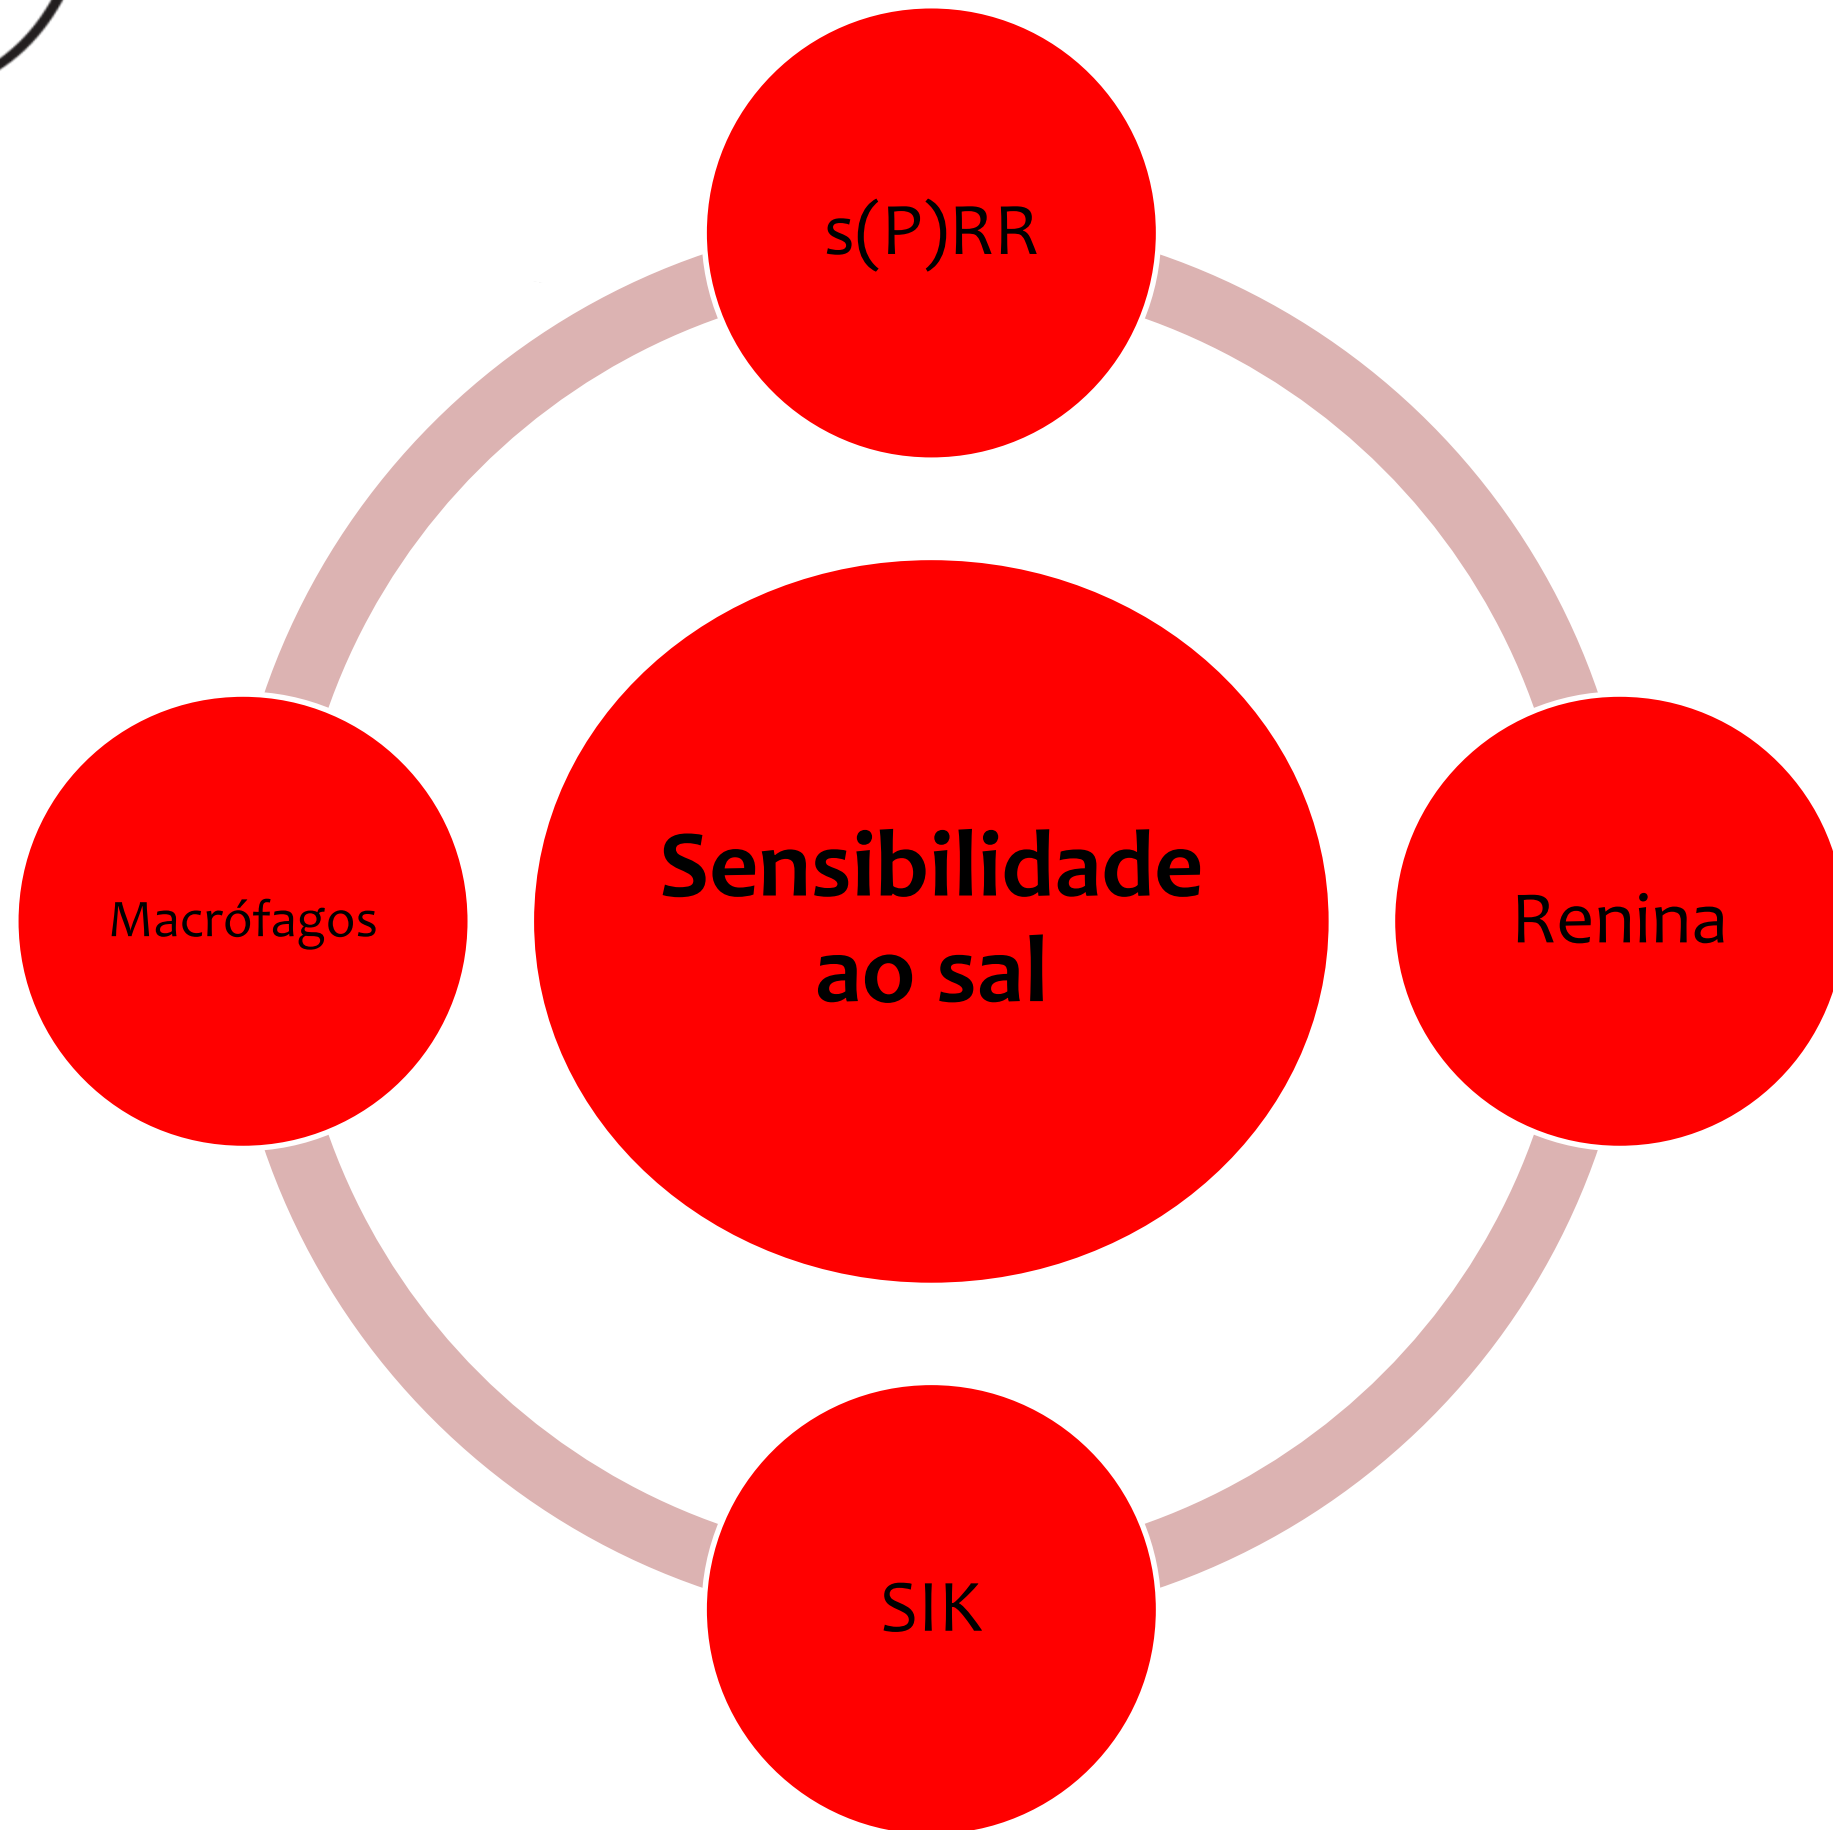 s(P)RR
Macrófagos
Sensibilidade
ao sal
Renina
SIK